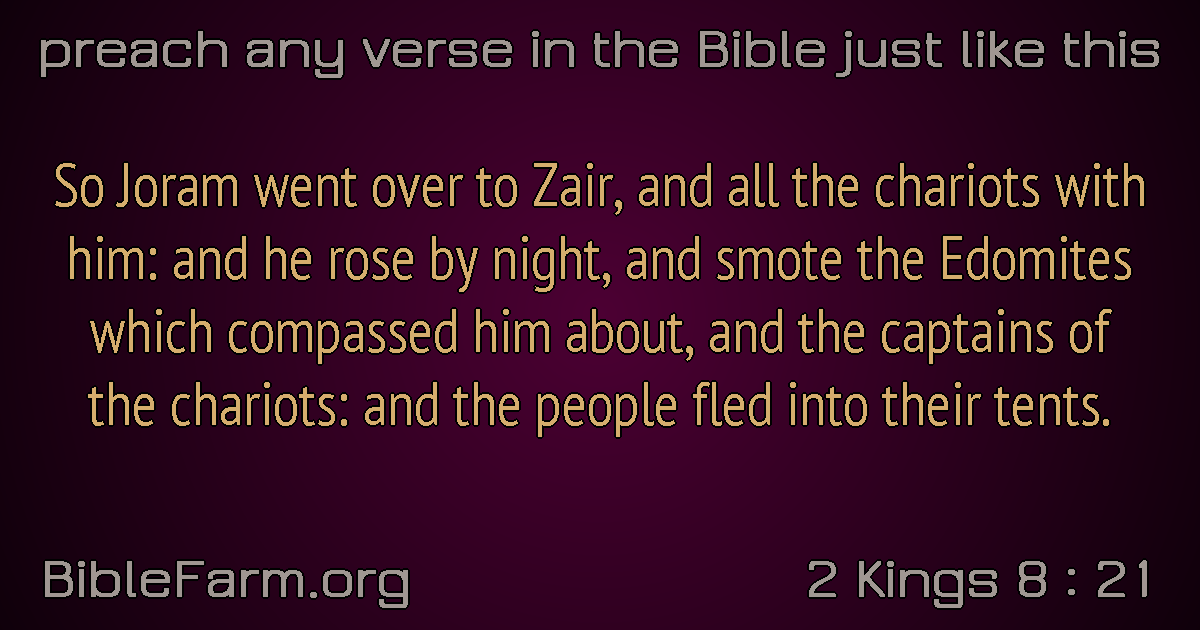 preach any verse in the Bible just like this
So Joram went over to Zair, and all the chariots with
him: and he rose by night, and smote the Edomites
which compassed him about, and the captains of
the chariots: and the people fled into their tents.
BibleFarm.org
2 Kings 8 : 21